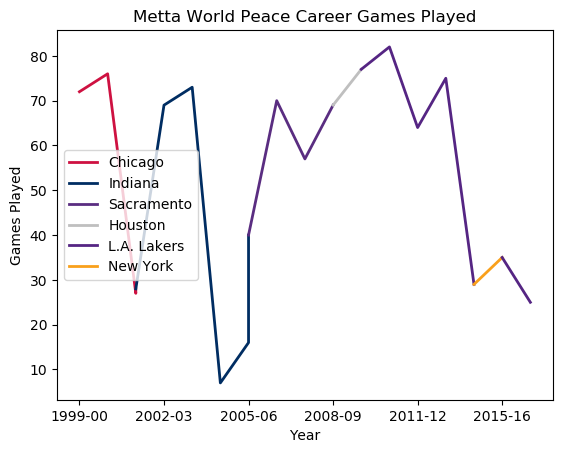 Metta World Peace Career Games Played
Games Played
80
70
60
50
40
30
20
10
Chicago
Indiana
Sacramento
Houston
L.A. Lakers
New York
1999-00 2002-03 2005-06 2008-09 2011-12 2015-16
Year